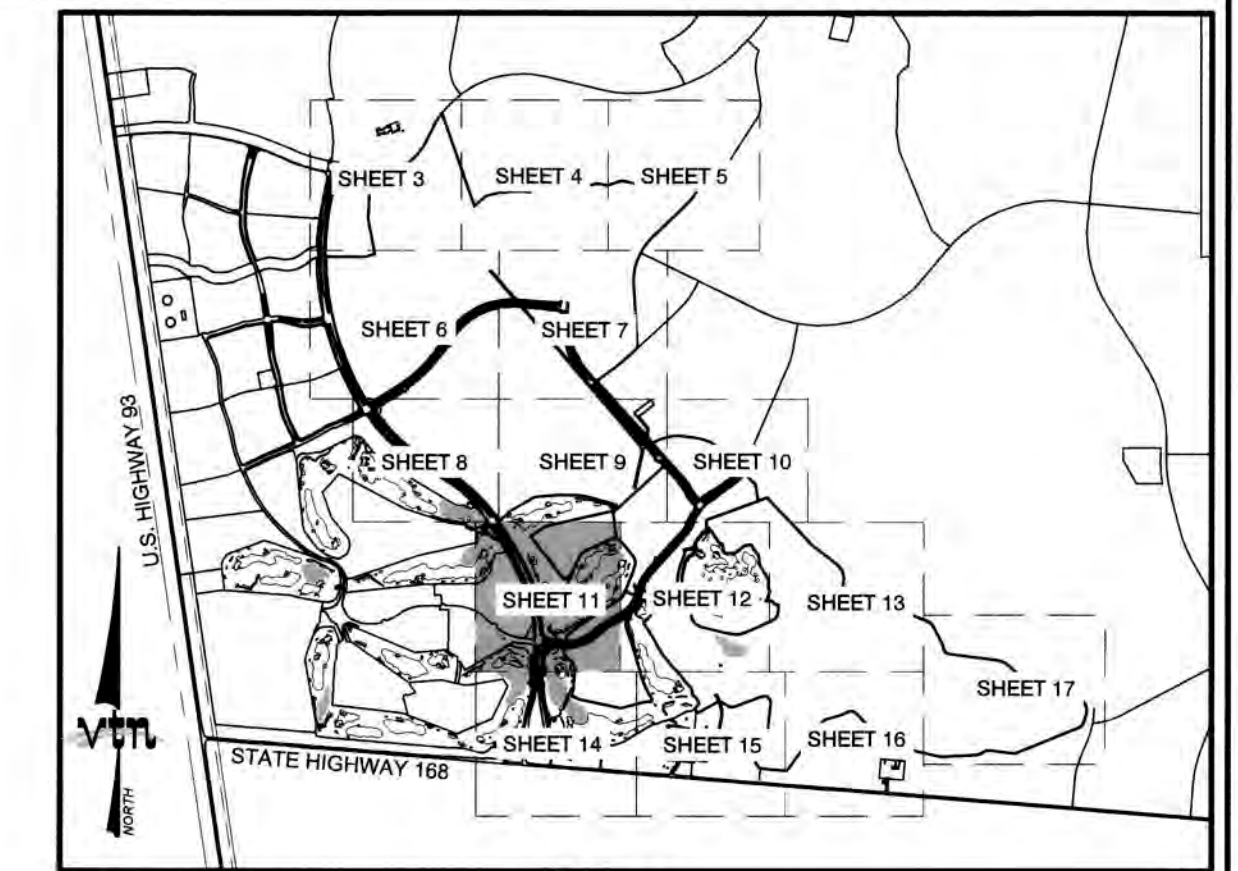 SHEET 3
SHEET 4
SHEET 5
SHEET 6
SHEET 7
U.S. HIGHWAY 93
SHEET 8
SHEET 9
SHEET 10
SHEET 11
SHEET 12
SHEET 13
SHEET 17
vtn
NORTH
STATE HIGHWAY 168
SHEET 14
SHEET 15
SHEET 16